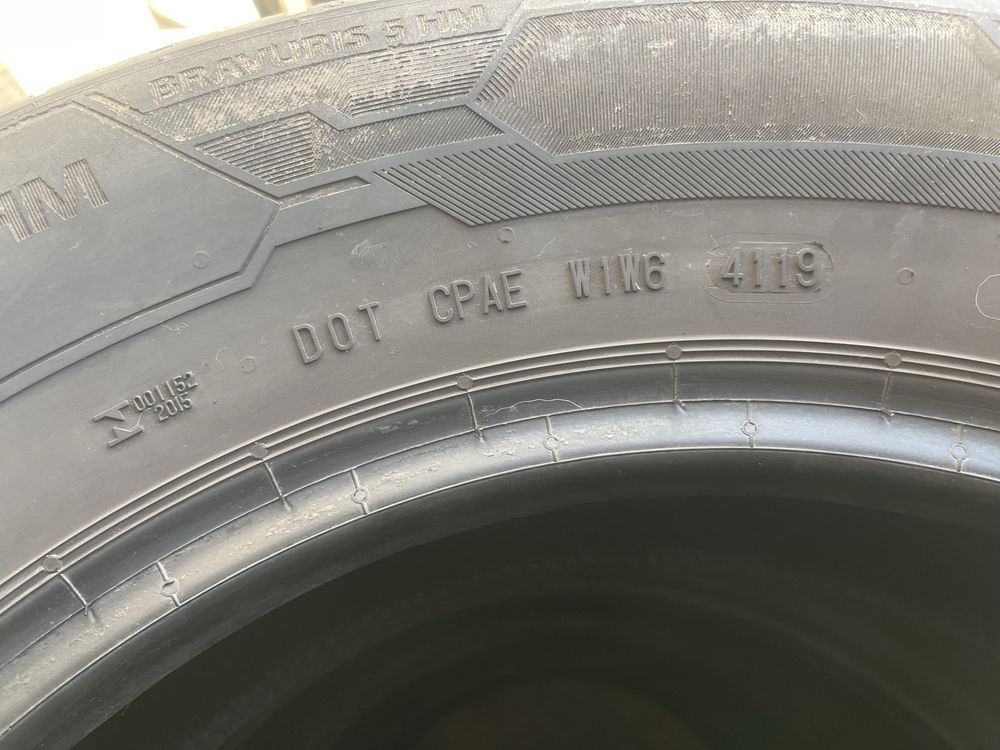 BRAVURIS 5 HM
HM
DOT CPAE W1W6 4119
001152
2015